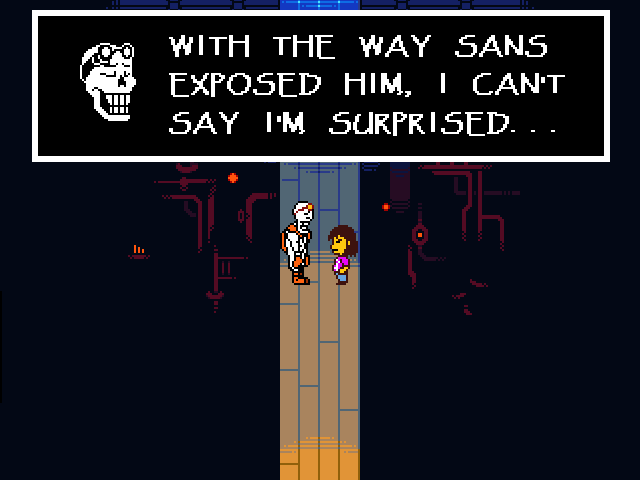 WITH THE WAY SANS
EXPOSED HIM, I CAN'T
SAY I'M SURPRISED...